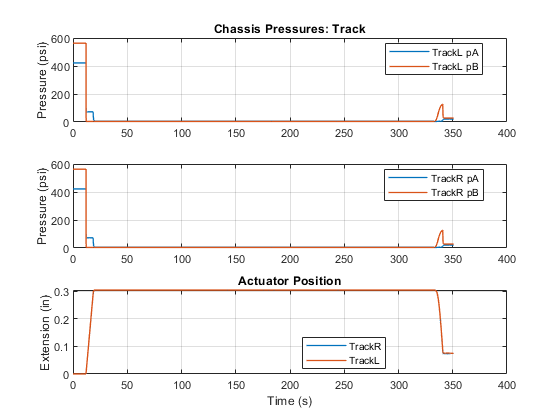 Chassis Pressures: Track
Pressure (psi)
600
400
200
0
TrackL pA
TrackL pB
0 50 100 150 200 250 300 350 400
Pressure (psi)
600
400
200
0
TrackR pA
TrackR pB
0 50 100 150 200 250 300 350 400
Actuator Position
Extension (in)
0.3
0.2
0.1
0
TrackR
TrackL
0 50 100 150 200 250 300 350 400
Time (s)